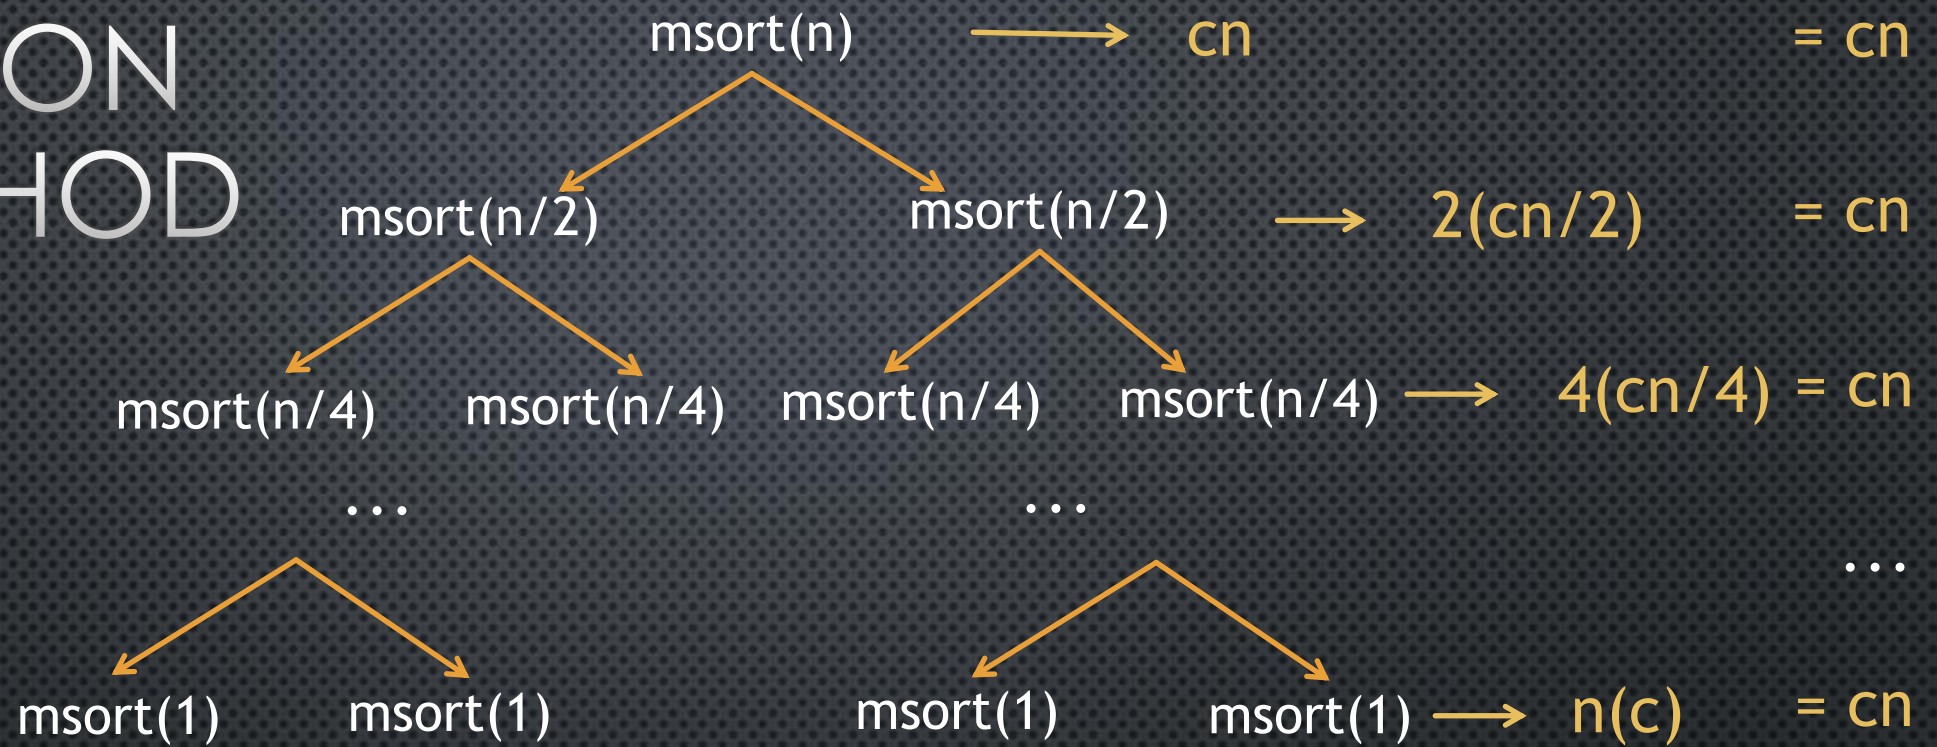 ON
HOD
msort(n) cn = cn
msort(n/2) msort(n/2) 2(cn/2) = cn
msort(n/4) msort(n/4) msort(n/4) msort(n/4) 4(cn/4) = cn
... ...
...
msort(1) msort(1) msort(1) msort(1) n(c) = cn